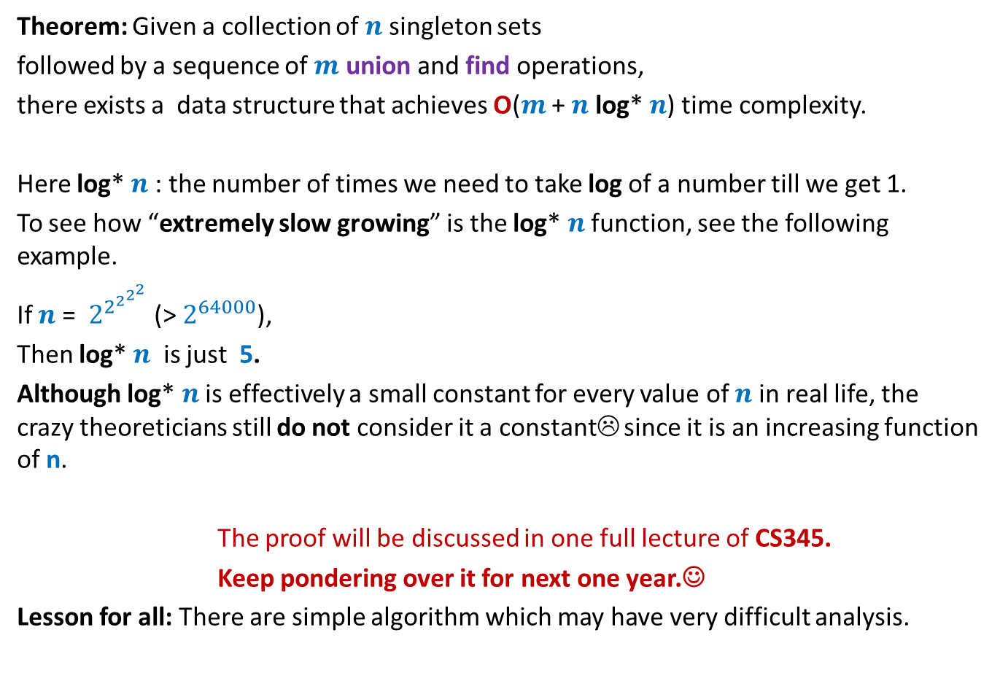 Theorem: Given a collection of n singleton sets
followed by a sequence of m union and find operations,
there exists a data structure that achieves O(m + n log* n) time complexity.
Here log* n : the number of times we need to take log of a number till we get 1.
To see how “extremely slow growing” is the log* n function, see the following
example.
If n = 2^{2^{2^{2^{2}}}} (> 2^{64000}),
Then log* n is just 5.
Although log* n is effectively a small constant for every value of n in real life, the
crazy theoreticians still do not consider it a constant☹ since it is an increasing function
of n.
The proof will be discussed in one full lecture of CS345.
Keep pondering over it for next one year.☺
Lesson for all: There are simple algorithm which may have very difficult analysis.